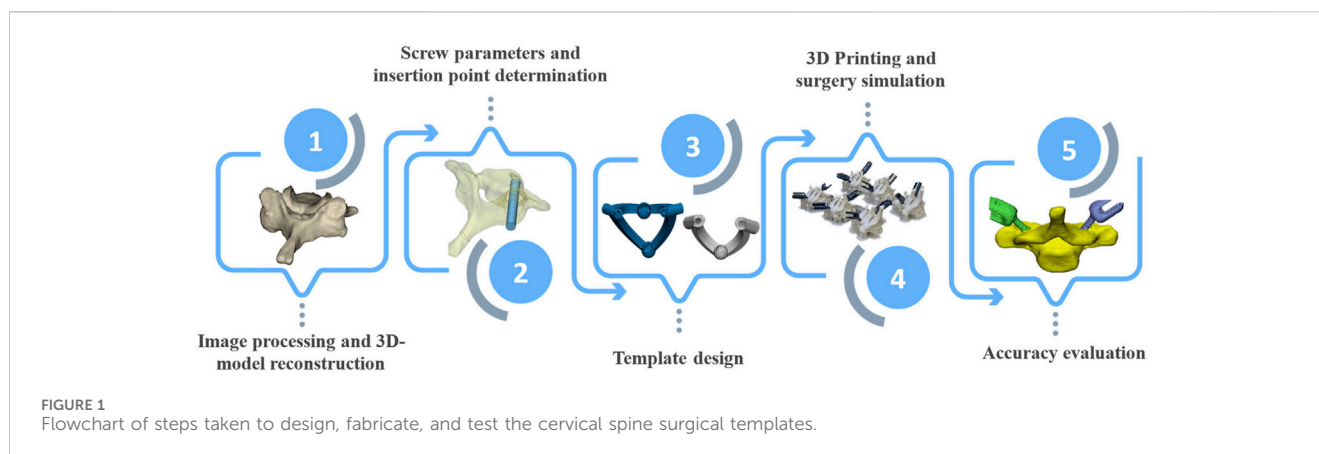 Screw parameters and
insertion point determination
3D Printing and
surgery simulation
1
2
3
4
5
Image processing and 3D-
model reconstruction
Template design
Accuracy evaluation
FIGURE 1
Flowchart of steps taken to design, fabricate, and test the cervical spine surgical templates.